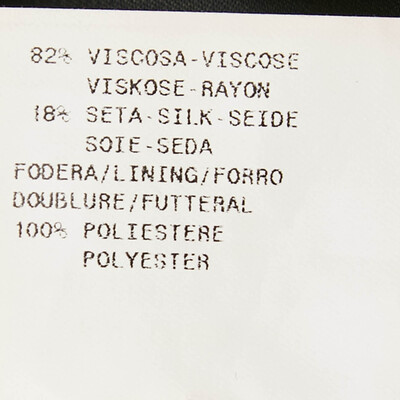 82% VISCOSA-VISCOSE
VISKOSE-RAYON
18% SETA-SILK-SEIDE
SOIE-SEDA
FODERA/LINING/FORRO
DOUBLURE/FUTTERAL
100% POLIESTERE
POLYESTER